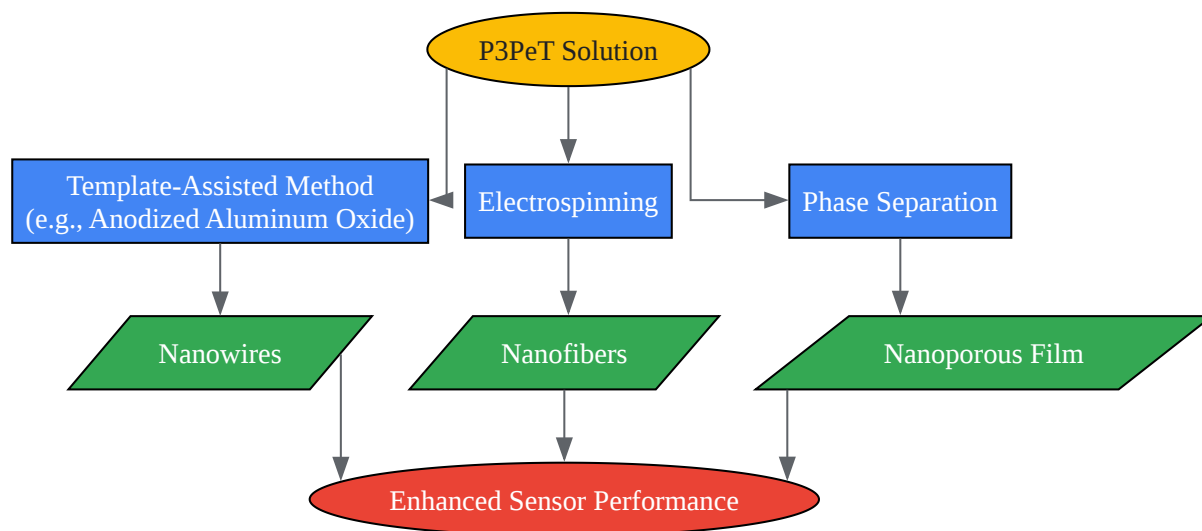 P3PeT Solution
Template-Assisted Method
(e.g., Anodized Aluminum Oxide)
Electrospinning
Phase Separation
Nanowires
Nanofibers
Nanoporous Film
Enhanced Sensor Performance